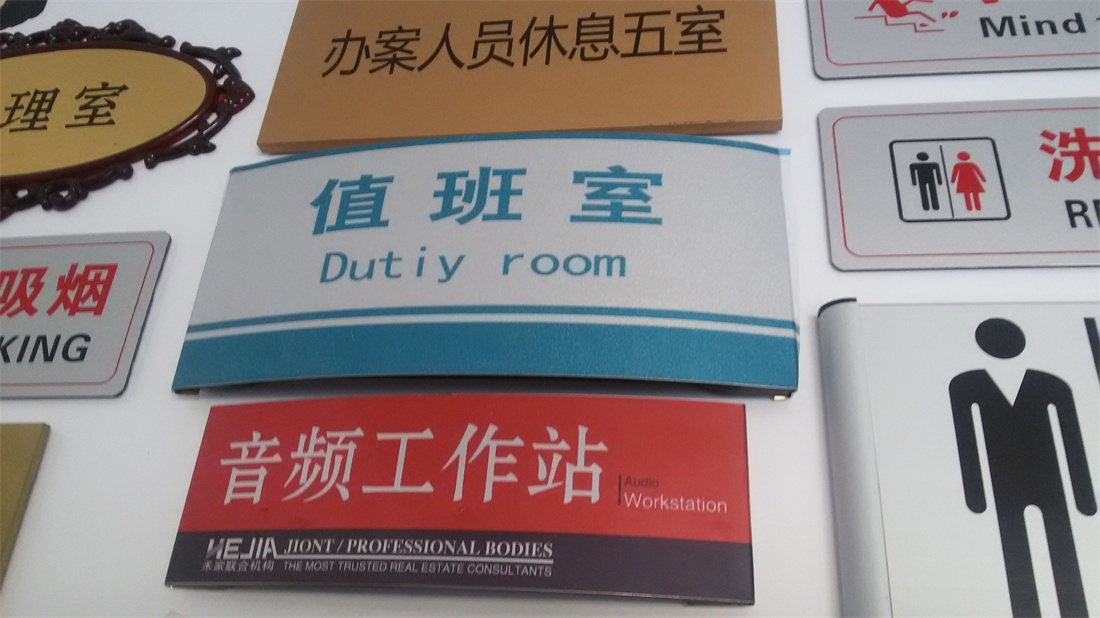 办案人员休息五室
Mind
理室
值班室
Dutiy room
洗
吸烟
KING
音频工作站
Audio
Workstation
HEJIA JIONT / PROFESSIONAL BODIES
禾家联合机构 THE MOST TRUSTED REAL ESTATE CONSULTANTS